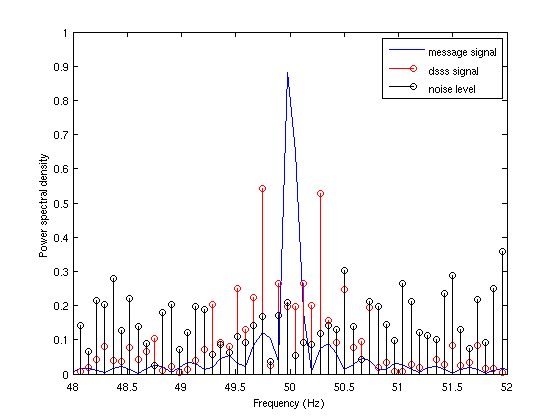 1
0.9
0.8
0.7
0.6
0.5
0.4
0.3
0.2
0.1
0
Power spectral density
message signal
dsss signal
noise level
48 48.5 49 49.5 50 50.5 51 51.5 52
Frequency (Hz)